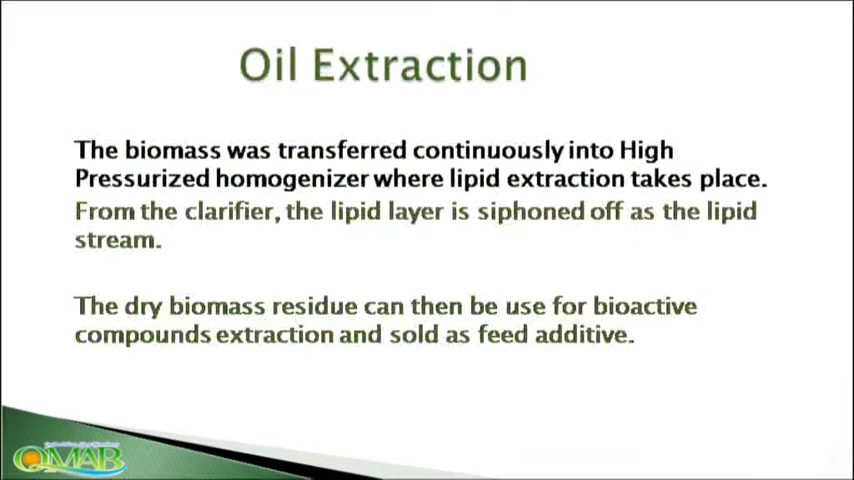 Oil Extraction
The biomass was transferred continuously into High
Pressurized homogenizer where lipid extraction takes place.
From the clarifier, the lipid layer is siphoned off as the lipid
stream.
The dry biomass residue can then be use for bioactive
compounds extraction and sold as feed additive.
QMAB